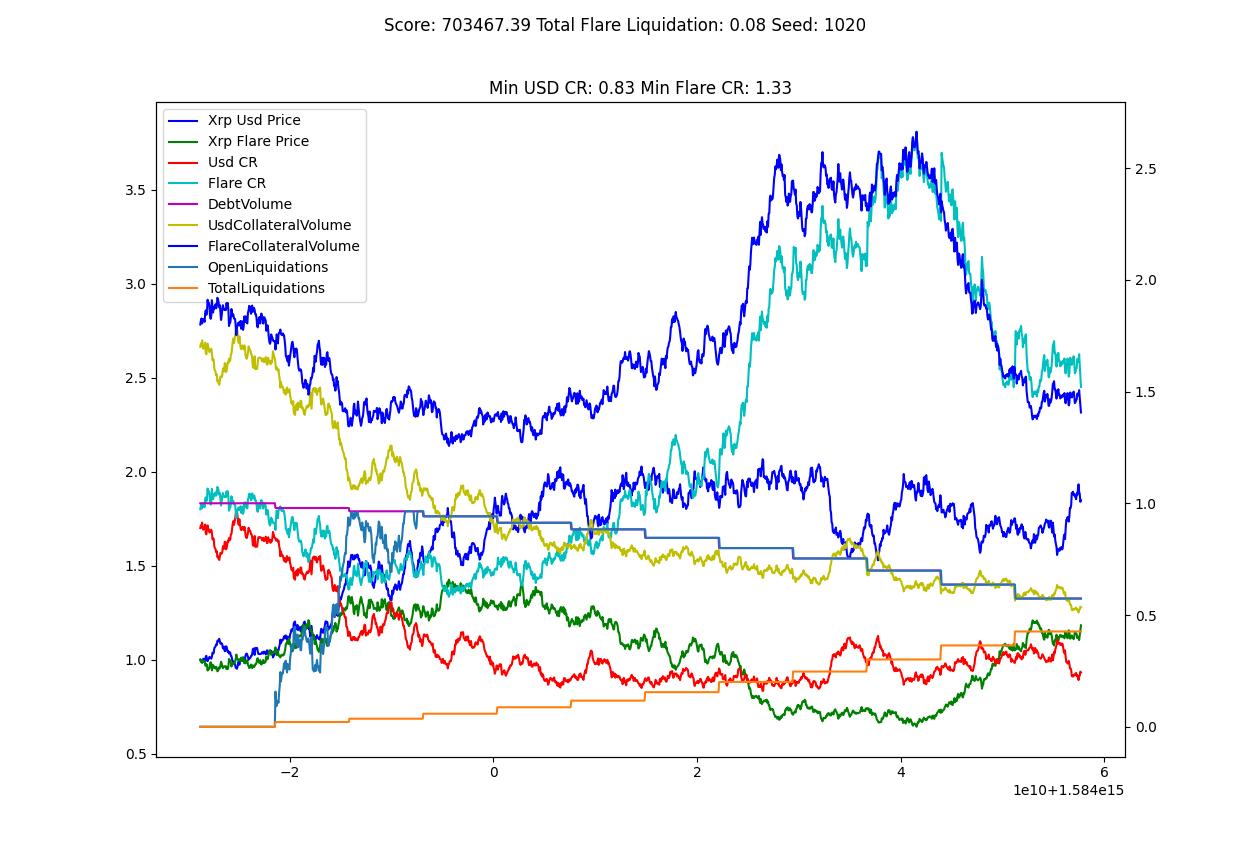 Score: 703467.39 Total Flare Liquidation: 0.08 Seed: 1020
Min USD CR: 0.83 Min Flare CR: 1.33
Xrp Usd Price
Xrp Flare Price
Usd CR
Flare CR
DebtVolume
UsdCollateralVolume
FlareCollateralVolume
OpenLiquidations
TotalLiquidations
3.5
3.0
2.5
2.0
1.5
1.0
0.5
2.5
2.0
1.5
1.0
0.5
0.0
−2 0 2 4 6
1e10+1.584e15